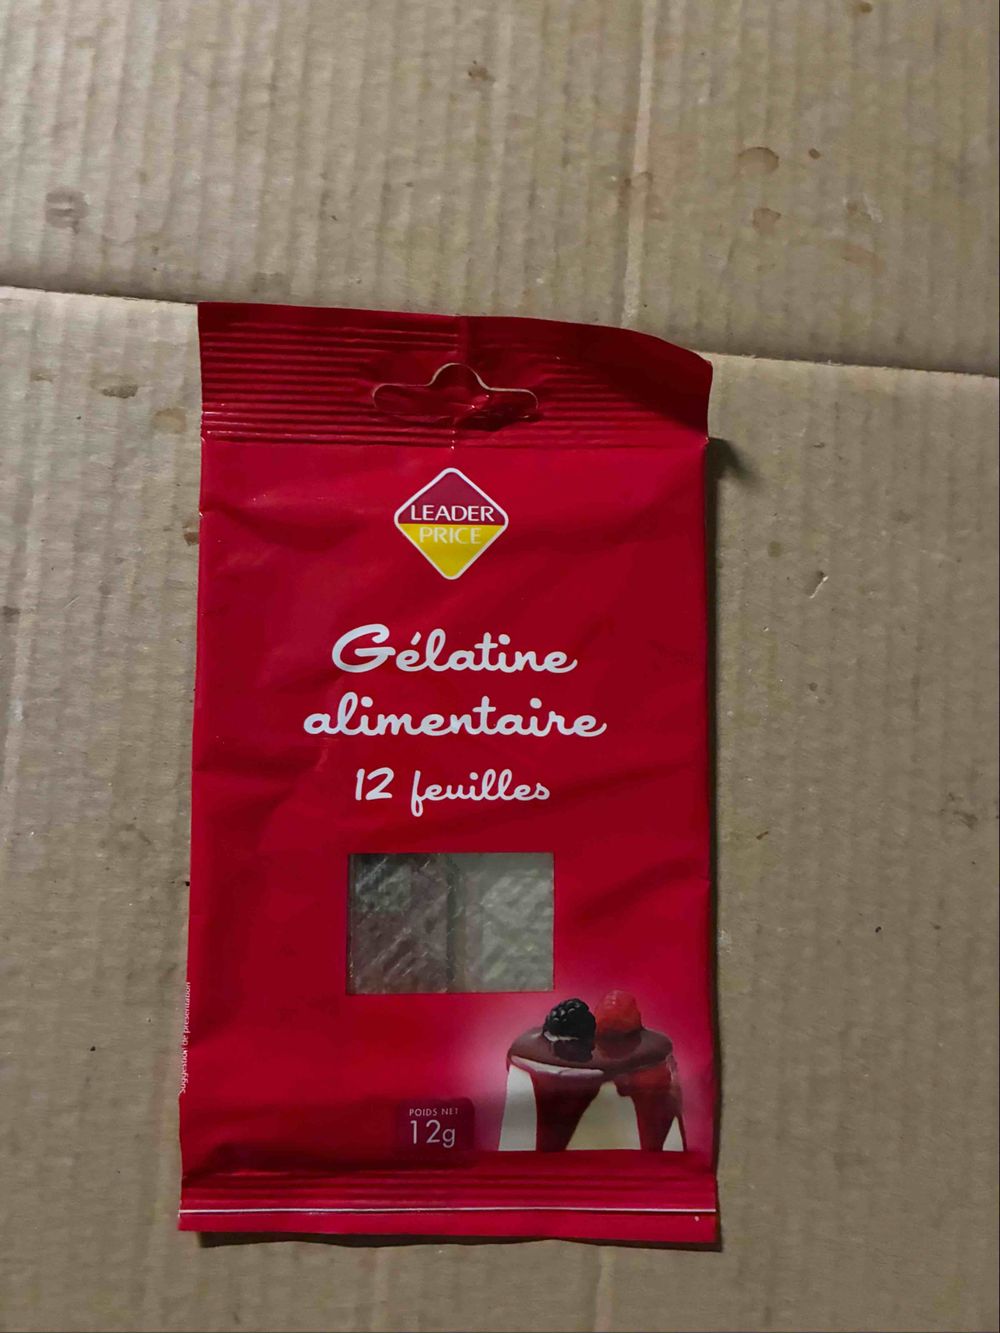 LEADER
PRICE
Gélatine
alimentaire
12 feuilles
Suggestion de présentation
POIDS NET
12g